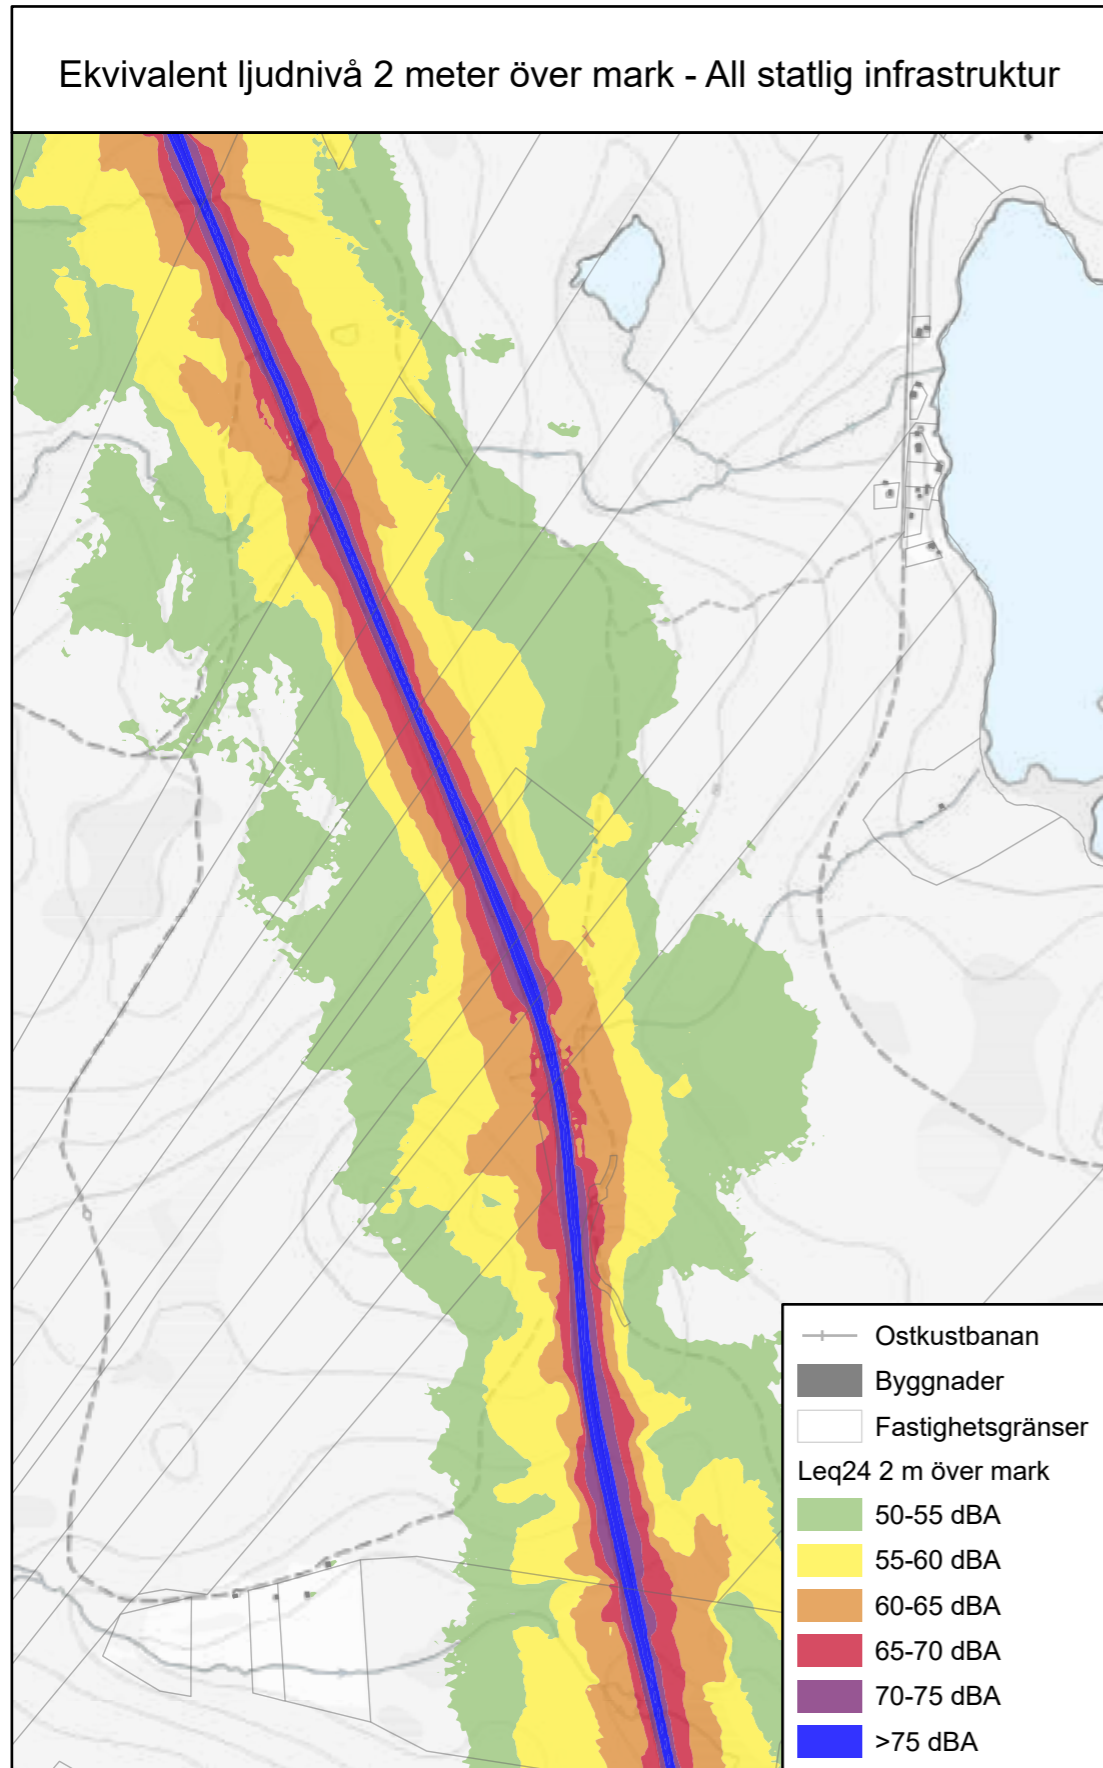 Ekvivalent ljudnivå 2 meter över mark - All statlig infrastruktur
Ostkustbanan
Byggnader
Fastighetsgränser
Leq24 2 m över mark
50-55 dBA
55-60 dBA
60-65 dBA
65-70 dBA
70-75 dBA
>75 dBA